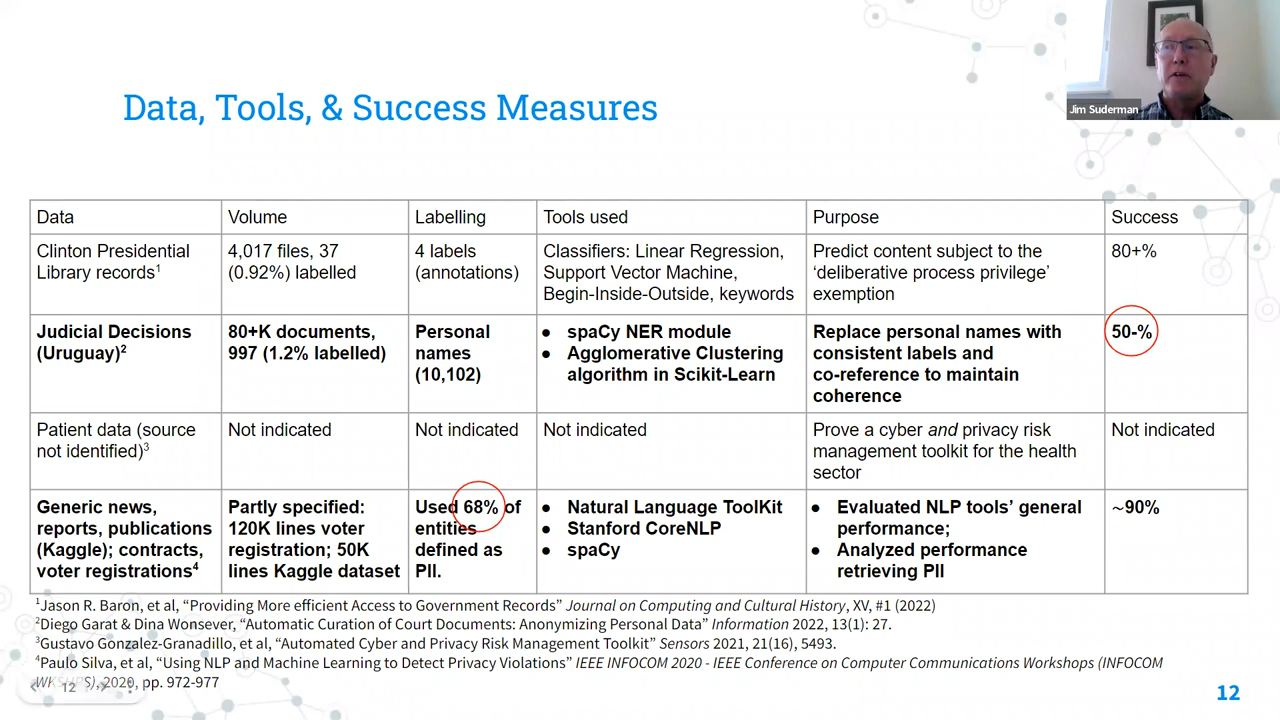 Jim Suderman
Data, Tools, & Success Measures
Data
Volume
Labelling
Tools used
Purpose
Success
Clinton Presidential
Library records1
4,017 files, 37
(0.92%) labelled
4 labels
(annotations)
Classifiers: Linear Regression,
Support Vector Machine,
Begin-Inside-Outside, keywords
Predict content subject to the
‘deliberative process privilege’
exemption
80+%
Judicial Decisions
(Uruguay)2
80+K documents,
997 (1.2% labelled)
Personal
names
(10,102)
● spaCy NER module
● Agglomerative Clustering
algorithm in Scikit-Learn
Replace personal names with
consistent labels and
co-reference to maintain
coherence
50-%
Patient data (source
not identified)3
Not indicated
Not indicated
Not indicated
Prove a cyber and privacy risk
management toolkit for the health
sector
Not indicated
Generic news,
reports, publications
(Kaggle); contracts,
voter registrations4
Partly specified:
120K lines voter
registration; 50K
lines Kaggle dataset
Used 68% of
entities
defined as
PII.
● Natural Language ToolKit
● Stanford CoreNLP
● spaCy
● Evaluated NLP tools’ general
performance;
● Analyzed performance
retrieving PII
~90%
1Jason R. Baron, et al, “Providing More efficient Access to Government Records” Journal on Computing and Cultural History, XV, #1 (2022)
2Diego Garat & Dina Wonsever, “Automatic Curation of Court Documents: Anonymizing Personal Data” Information 2022, 13(1): 27.
3Gustavo Gonzalez-Granadillo, et al, “Automated Cyber and Privacy Risk Management Toolkit” Sensors 2021, 21(16), 5493.
4Paulo Silva, et al, “Using NLP and Machine Learning to Detect Privacy Violations” IEEE INFOCOM 2020 - IEEE Conference on Computer Communications Workshops (INFOCOM
WKSHPS), 2020, pp. 972-977
12
12